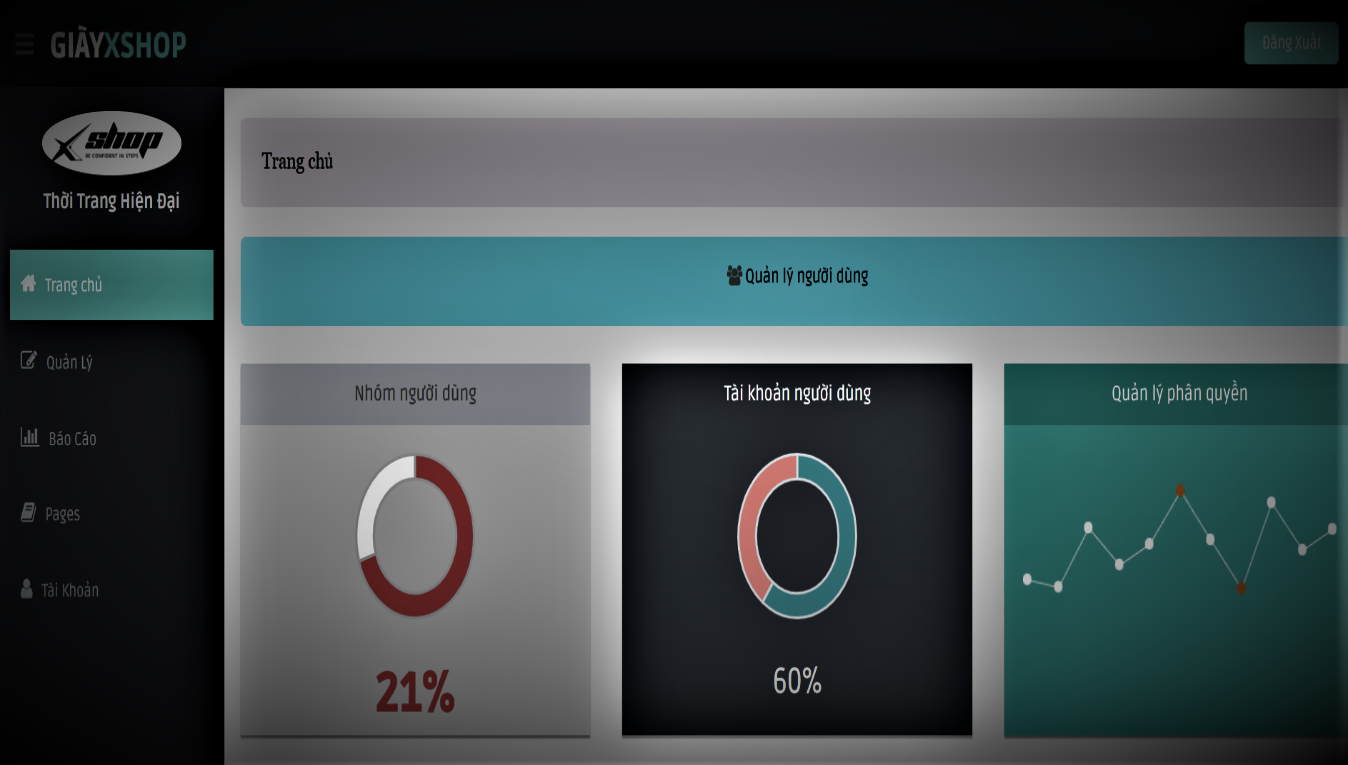 GIÀYXSHOP
Đăng Xuất
shop
BE CONFIDENT IN STEPS
Thời Trang Hiện Đại
Trang chủ
Quản Lý
Báo Cáo
Pages
Tài Khoản
Trang chủ
Quản lý người dùng
Nhóm người dùng
21%
Tài khoản người dùng
60%
Quản lý phân quyền